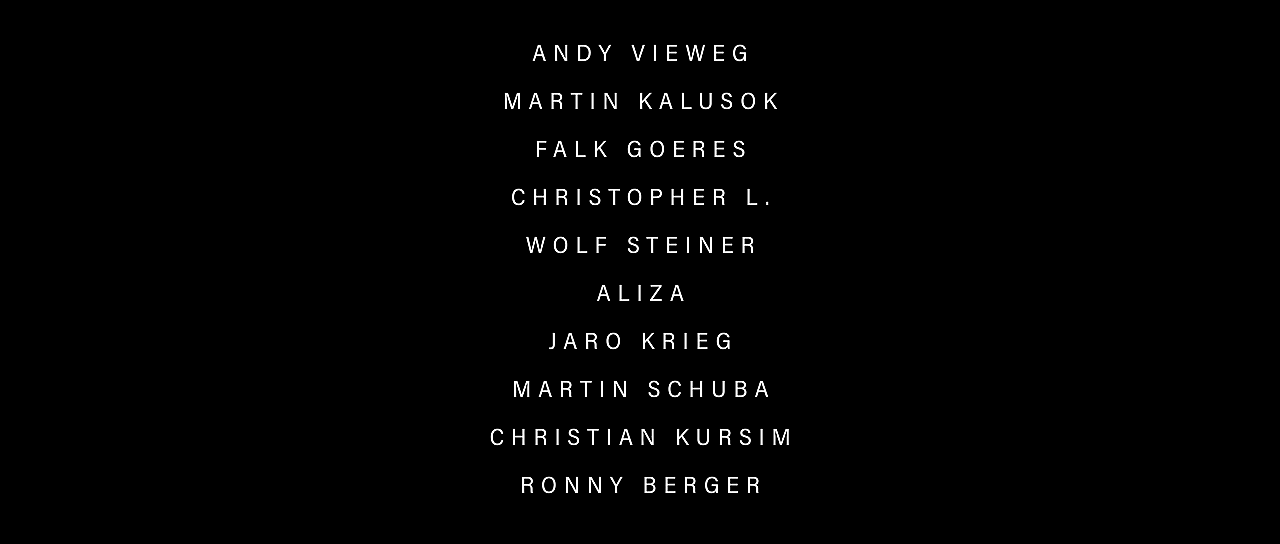 ANDY VIEWEG
MARTIN KALUSOK
FALK GOERES
CHRISTOPHER L.
WOLF STEINER
ALIZA
JARO KRIEG
MARTIN SCHUBA
CHRISTIAN KURSIM
RONNY BERGER